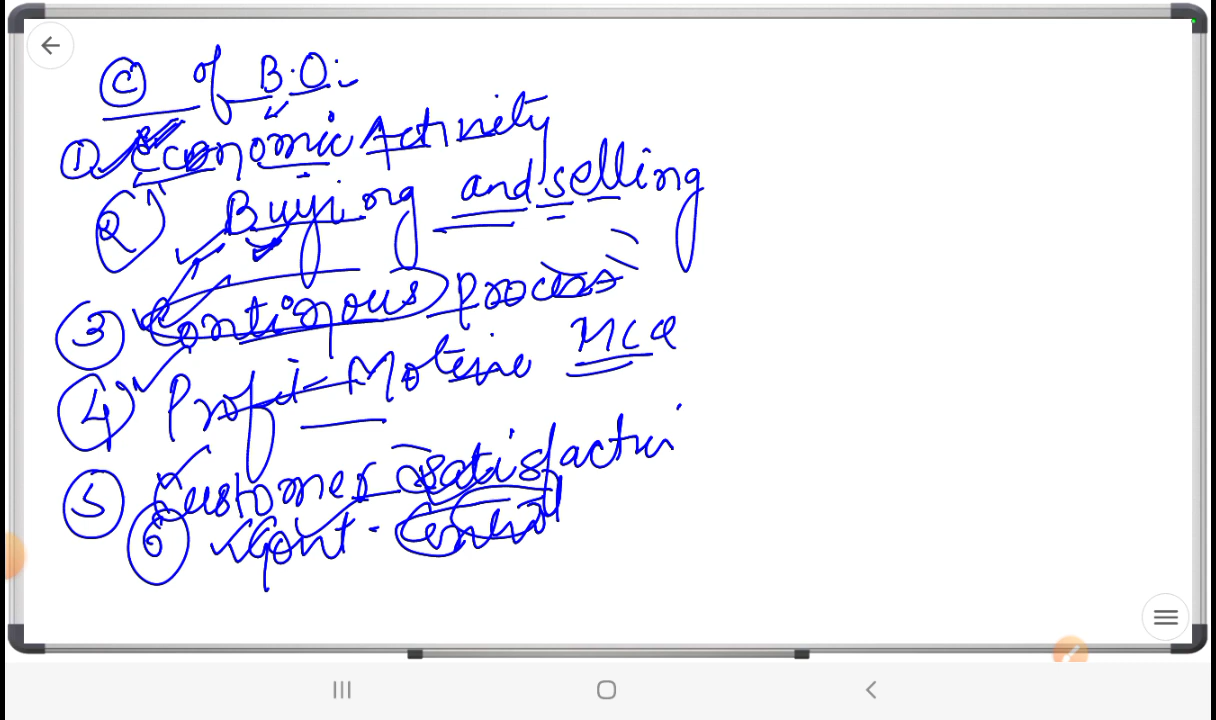 Ⓒ of B.O:-
① Economic Activity
② Buying and selling
③ Continous process
④ Profit-Motive MCQ
⑤ Customer Satisfaction
⑥ Govt. Control